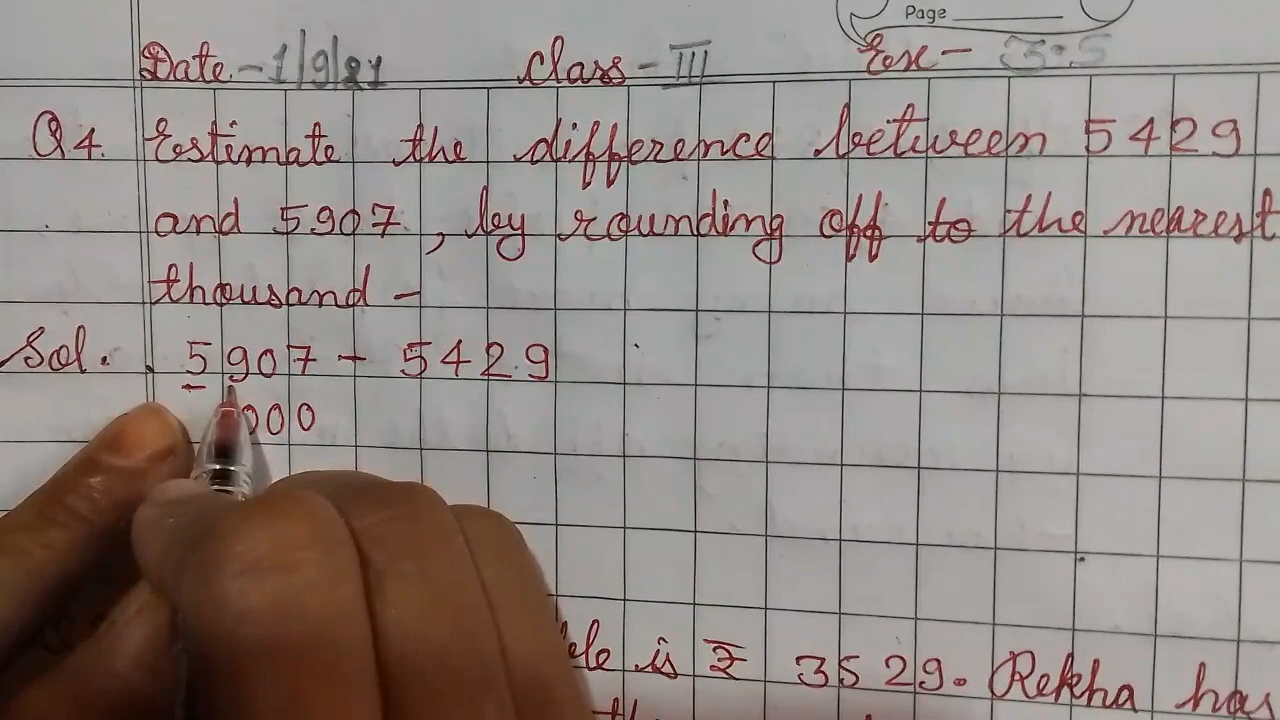 Page
Date - 1/9/21 Class - III Ex - 3.5
Q4. Estimate the difference between 5429
and 5907, by rounding off to the nearest
thousand -
Sol. 5907 - 5429
000
is ₹ 3529. Rekha has